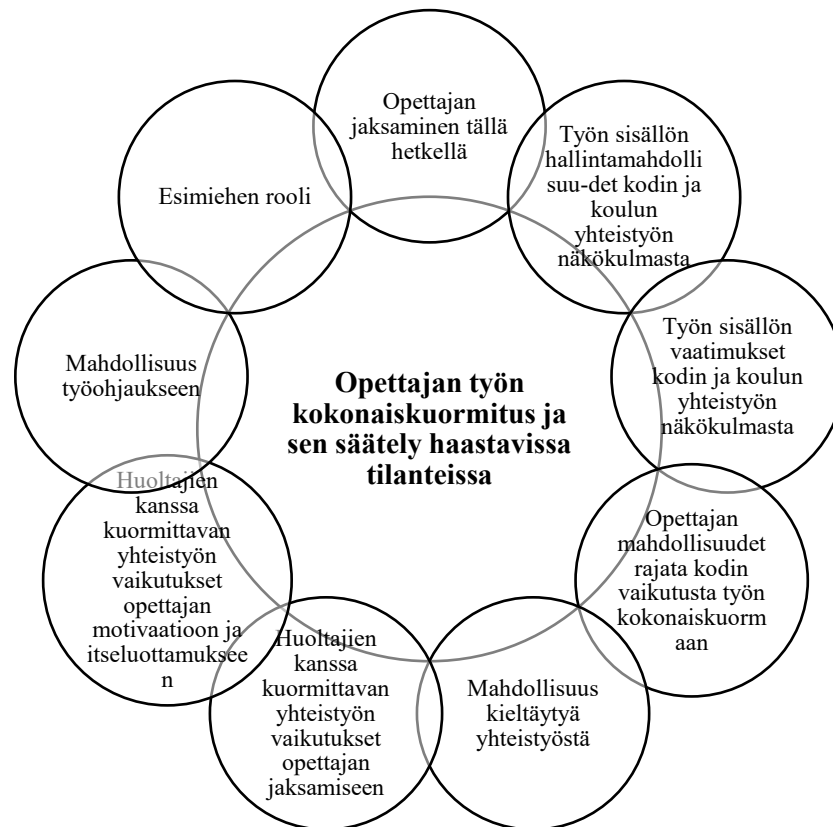 Opettajan
jaksaminen tällä
hetkellä
Työn sisällön
hallintamahdolli
suu-det kodin ja
koulun
yhteistyön
näkökulmasta
Työn sisällön
vaatimukset
kodin ja koulun
yhteistyön
näkökulmasta
Opettajan
mahdollisuudet
rajata kodin
vaikutusta työn
kokonaiskuorm
aan
Mahdollisuus
kieltäytyä
yhteistyöstä
Huoltajien
kanssa
kuormittavan
yhteistyön
vaikutukset
opettajan
jaksamiseen
Huoltajien
kanssa
kuormittavan
yhteistyön
vaikutukset
opettajan
motivaatioon ja
itseluottamuksee
n
Mahdollisuus
työohjaukseen
Esimiehen rooli
Opettajan työn
kokonaiskuormitus ja
sen säätely haastavissa
tilanteissa